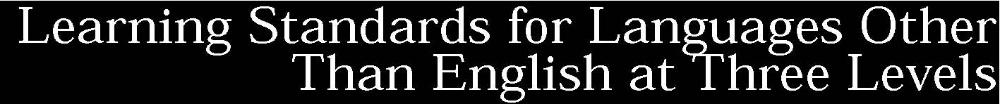 Learning Standards for Languages Other
Than English at Three Levels